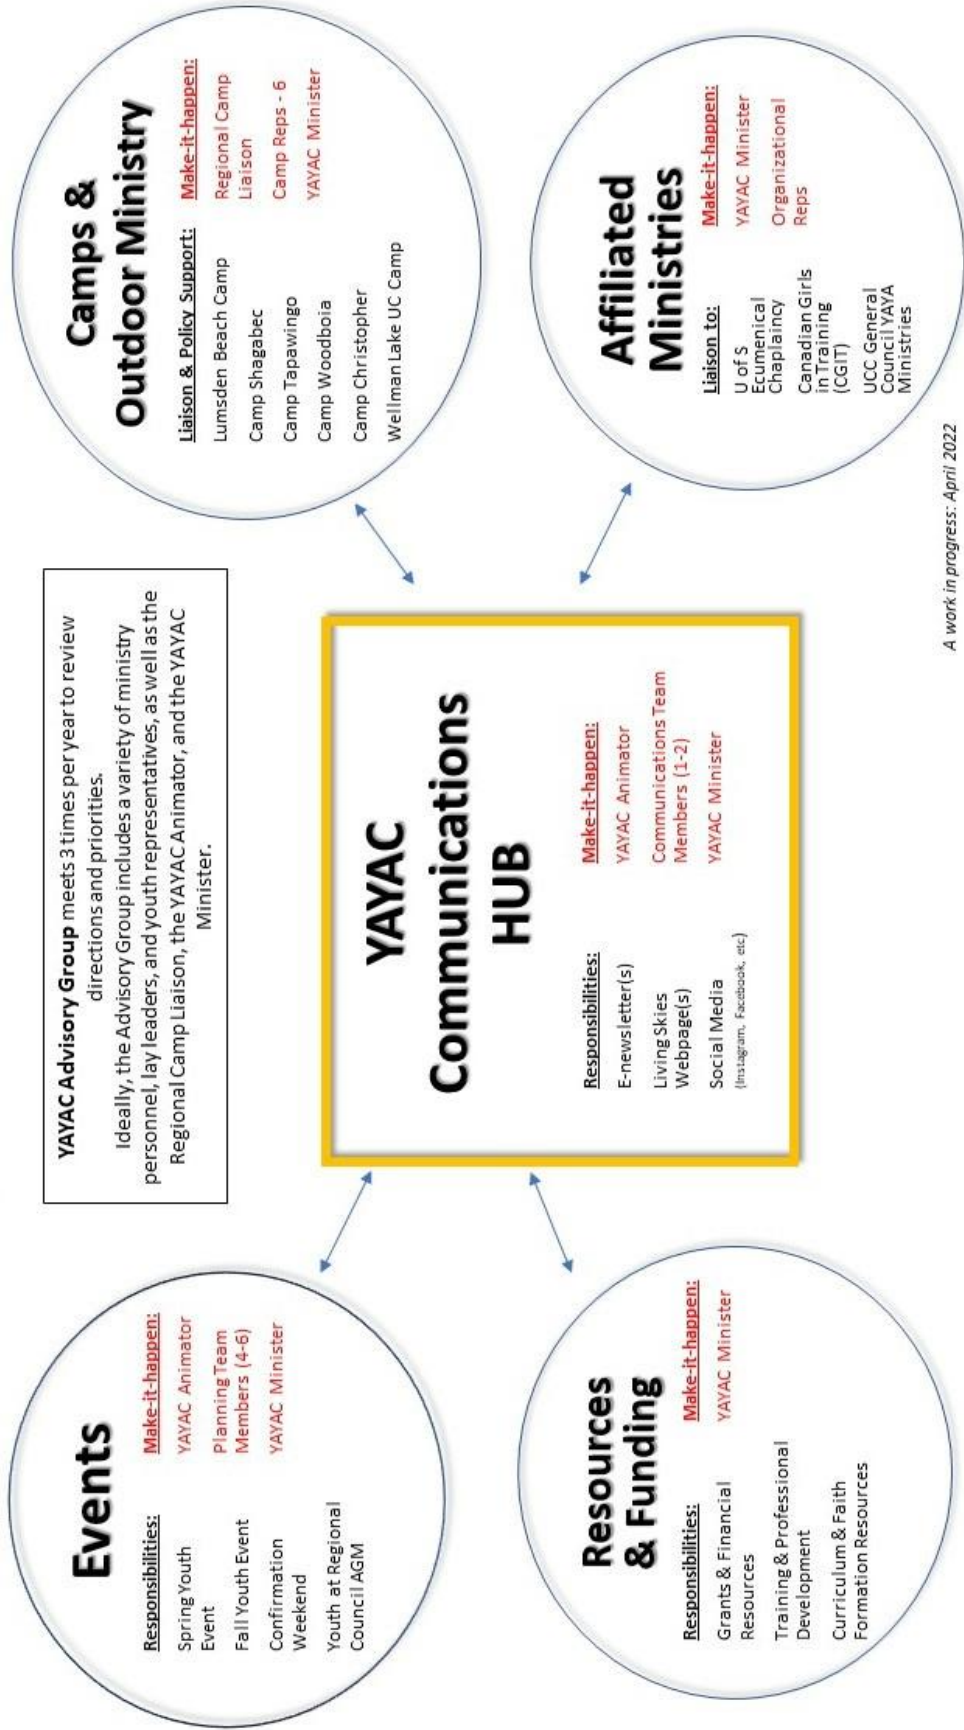 YAYAC Advisory Group meets 3 times per year to review
directions and priorities.
Ideally, the Advisory Group includes a variety of ministry
personnel, lay leaders, and youth representatives, as well as the
Regional Camp Liaison, the YAYAC Animator, and the YAYAC
Minister.
Events
Responsibilities:
Spring Youth
Event
Fall Youth Event
Confirmation
Weekend
Youth at Regional
Council AGM
Make-it-happen:
YAYAC Animator
Planning Team
Members (4-6)
YAYAC Minister
Camps &
Outdoor Ministry
Liaison & Policy Support:
Lumsden Beach Camp
Camp Shagabec
Camp Tapawingo
Camp Woodboia
Camp Christopher
Wellman Lake UC Camp
Make-it-happen:
Regional Camp
Liaison
Camp Reps - 6
YAYAC Minister
YAYAC
Communications
HUB
Responsibilities:
E-newsletter(s)
Living Skies
Webpage(s)
Social Media
(Instagram, Facebook, etc)
Make-it-happen:
YAYAC Animator
Communications Team
Members (1-2)
YAYAC Minister
Resources
& Funding
Responsibilities:
Grants & Financial
Resources
Training & Professional
Development
Curriculum & Faith
Formation Resources
Make-it-happen:
YAYAC Minister
Affiliated
Ministries
Liaison to:
U of S
Ecumenical
Chaplaincy
Canadian Girls
in Training
(CGIT)
UCC General
Council YAYA
Ministries
Make-it-happen:
YAYAC Minister
Organizational
Reps
A work in progress: April 2022